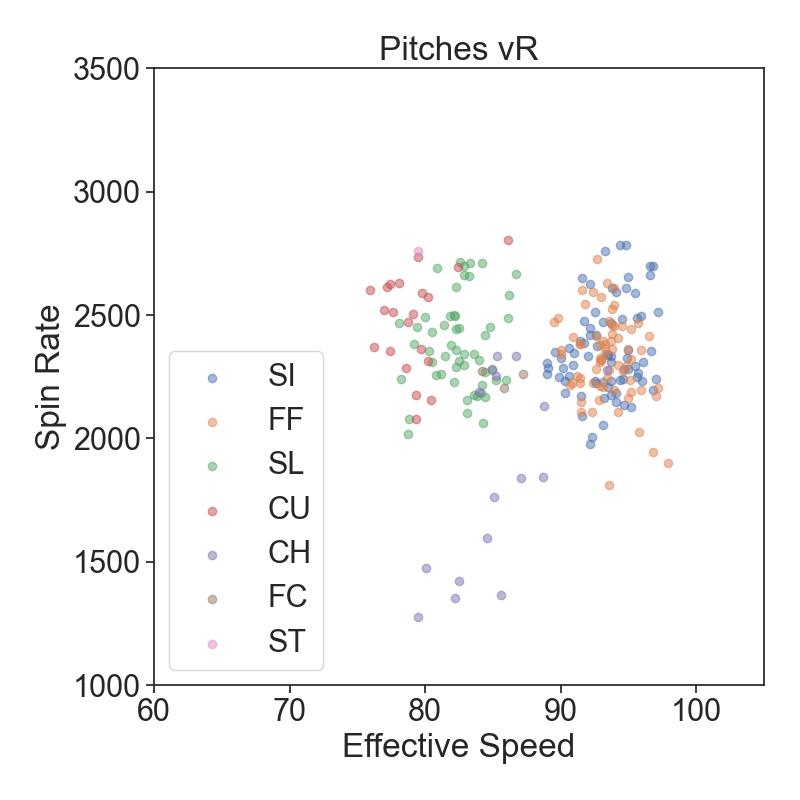 Pitches vR
3500
3000
2500
2000
1500
1000
Spin Rate
SI
FF
SL
CU
CH
FC
ST
60 70 80 90 100
Effective Speed